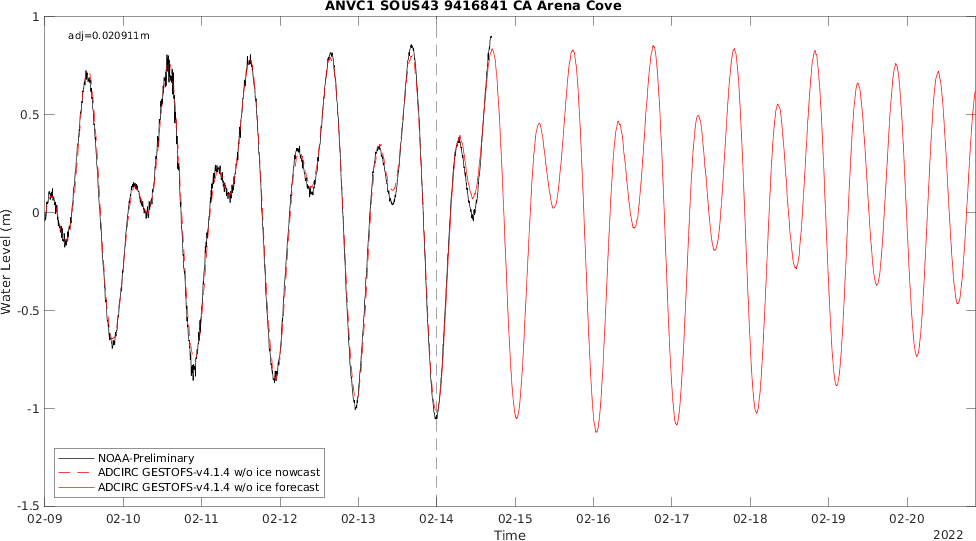 ANVC1 SOUS43 9416841 CA Arena Cove
adj=0.020911m
1
0.5
0
-0.5
-1
-1.5
Water Level (m)
NOAA-Preliminary
ADCIRC GESTOFS-v4.1.4 w/o ice nowcast
ADCIRC GESTOFS-v4.1.4 w/o ice forecast
02-09 02-10 02-11 02-12 02-13 02-14 02-15 02-16 02-17 02-18 02-19 02-20
Time
2022